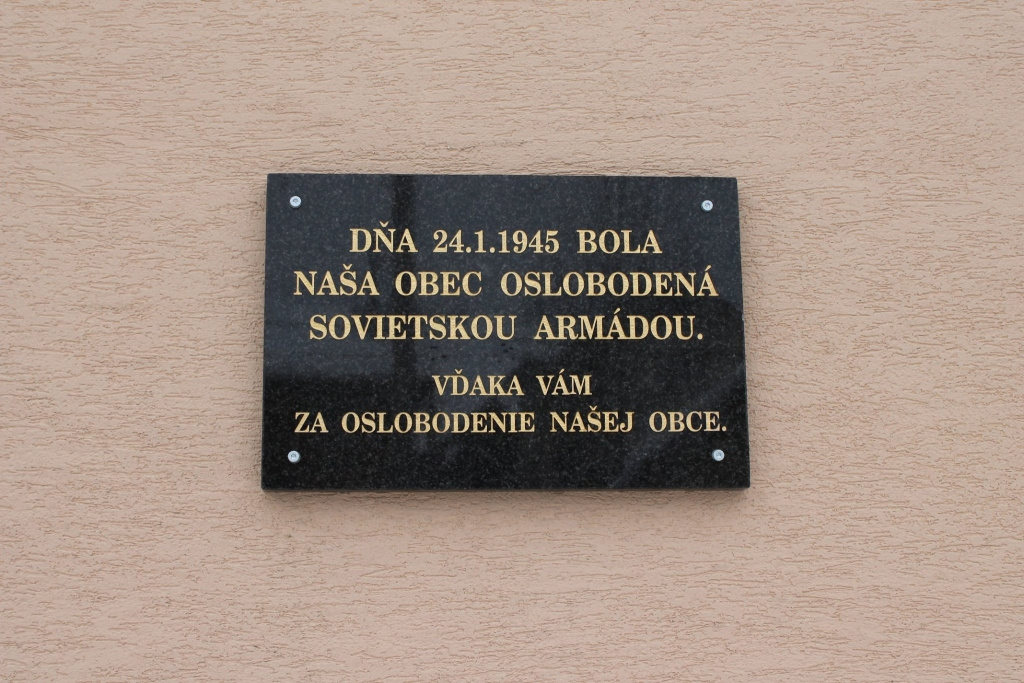 DŇA 24.1.1945 BOLA
NAŠA OBEC OSLOBODENÁ
SOVIETSKOU ARMÁDOU.
VĎAKA VÁM
ZA OSLOBODENIE NAŠEJ OBCE.